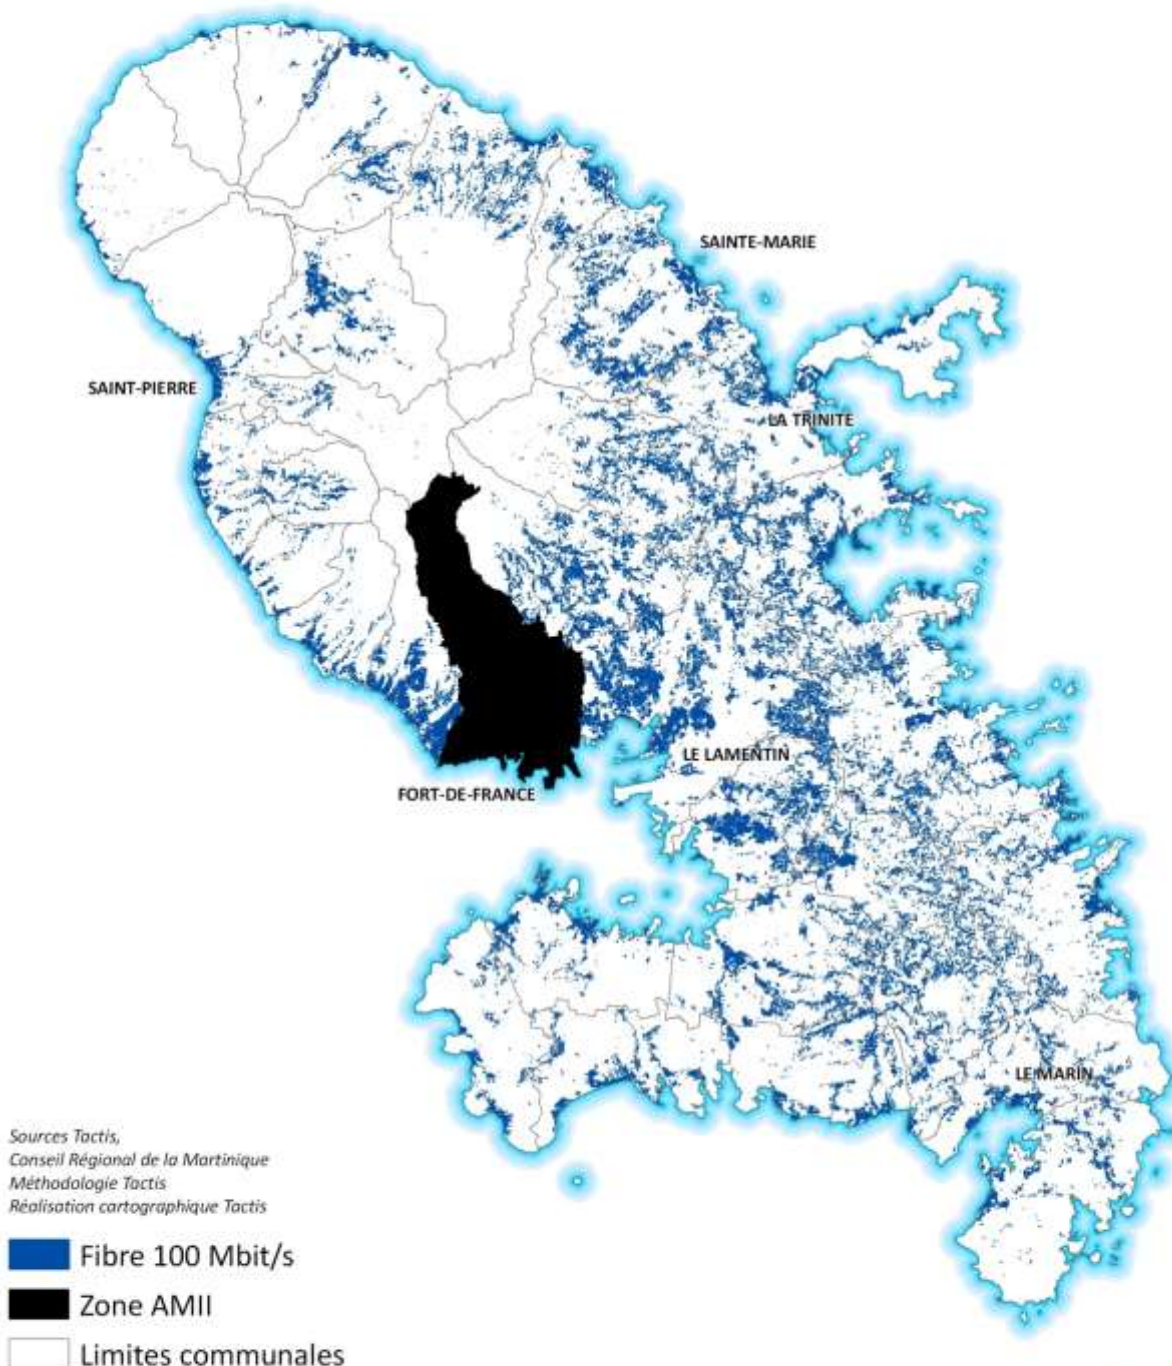 SAINTE-MARIE
SAINT-PIERRE
LA TRINITE
LE LAMENTIN
FORT-DE-FRANCE
LE MARIN
Sources Tactis,
Conseil Régional de la Martinique
Méthodologie Tactis
Réalisation cartographique Tactis
Fibre 100 Mbit/s
Zone AMII
Limites communales